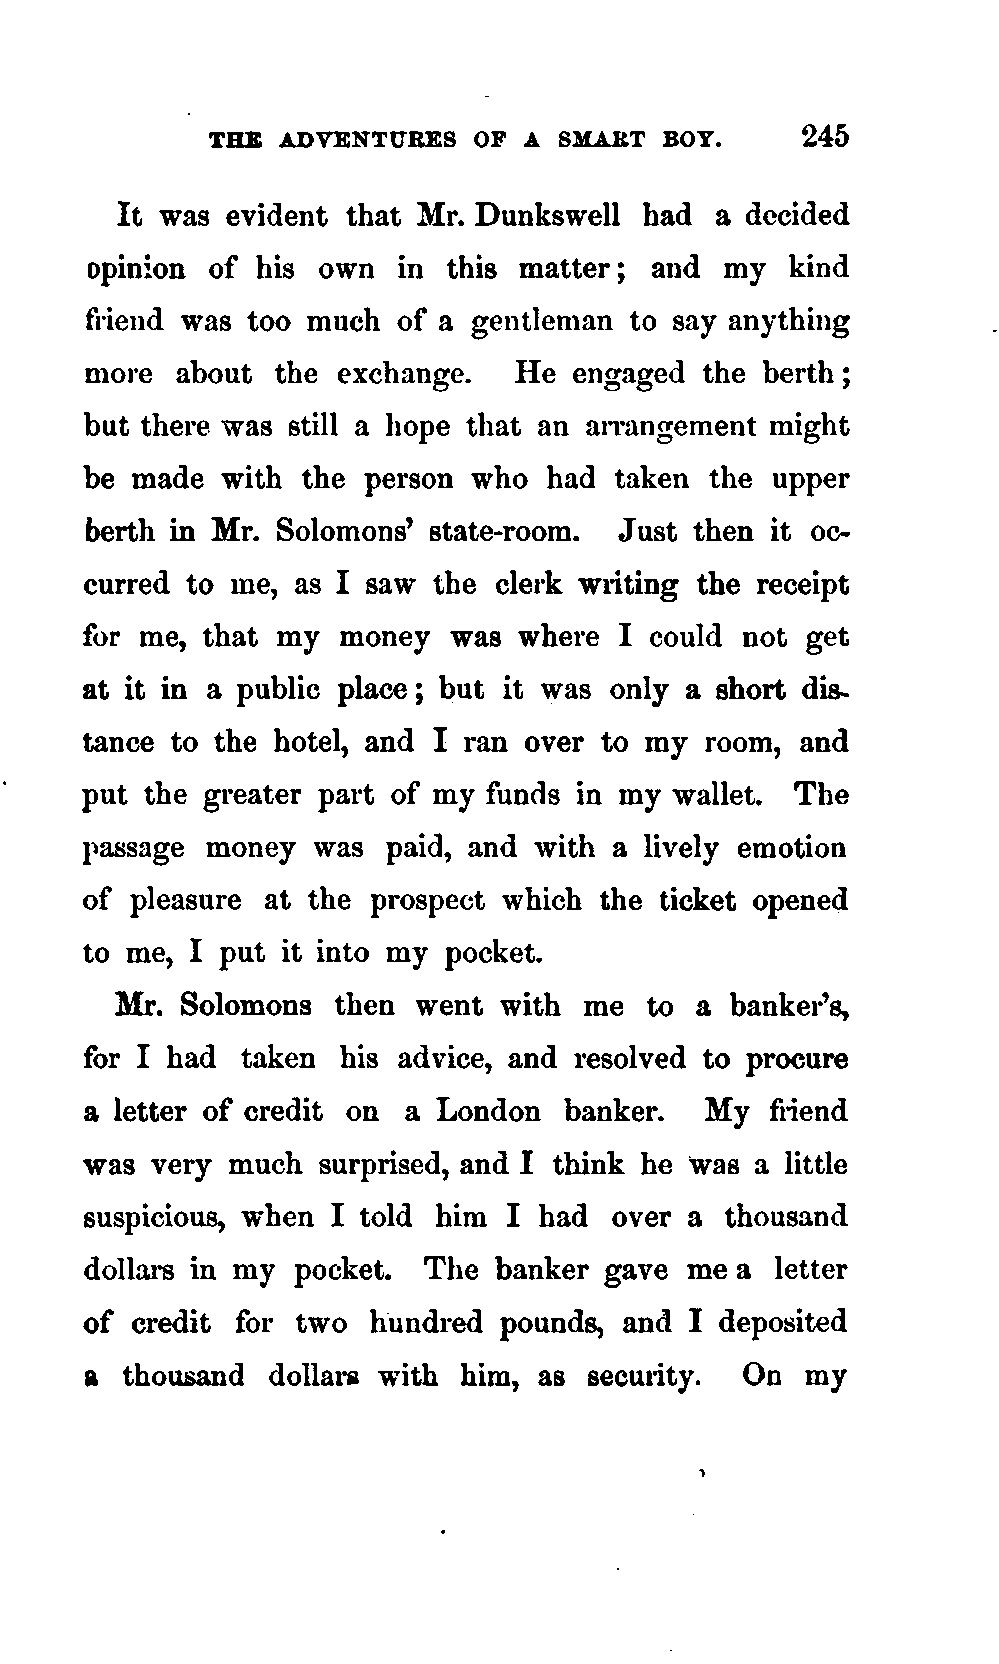 THE ADVENTURES OF A SMART BOY. 245
It was evident that Mr. Dunkswell had a decided
opinion of his own in this matter; and my kind
friend was too much of a gentleman to say anything
more about the exchange. He engaged the berth;
but there was still a hope that an arrangement might
be made with the person who had taken the upper
berth in Mr. Solomons' state-room. Just then it oc-
curred to me, as I saw the clerk writing the receipt
for me, that my money was where I could not get
at it in a public place; but it was only a short dis-
tance to the hotel, and I ran over to my room, and
put the greater part of my funds in my wallet. The
passage money was paid, and with a lively emotion
of pleasure at the prospect which the ticket opened
to me, I put it into my pocket.
Mr. Solomons then went with me to a banker's,
for I had taken his advice, and resolved to procure
a letter of credit on a London banker. My friend
was very much surprised, and I think he was a little
suspicious, when I told him I had over a thousand
dollars in my pocket. The banker gave me a letter
of credit for two hundred pounds, and I deposited
a thousand dollars with him, as security. On my